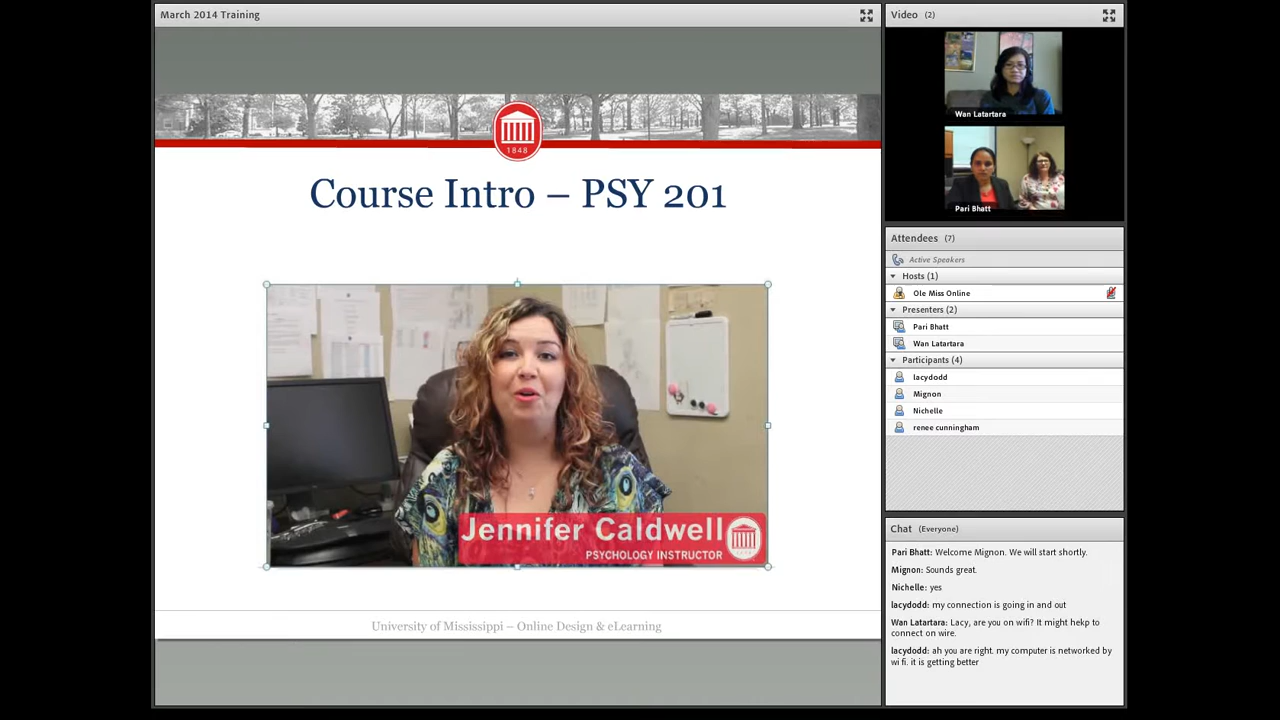 March 2014 Training
1848
Course Intro – PSY 201
Jennifer Caldwell
PSYCHOLOGY INSTRUCTOR
University of Mississippi – Online Design & eLearning
Video (2)
Wan Latartara
Pari Bhatt
Attendees (7)
Active Speakers
Hosts (1)
Ole Miss Online
Presenters (2)
Pari Bhatt
Wan Latartara
Participants (4)
lacydodd
Mignon
Nichelle
renee cunningham
Chat (Everyone)
Pari Bhatt: Welcome Mignon. We will start shortly.
Mignon: Sounds great.
Nichelle: yes
lacydodd: my connection is going in and out
Wan Latartara: Lacy, are you on wifi? It might hekp to
connect on wire.
lacydodd: ah you are right. my computer is networked by
wi fi. it is getting better